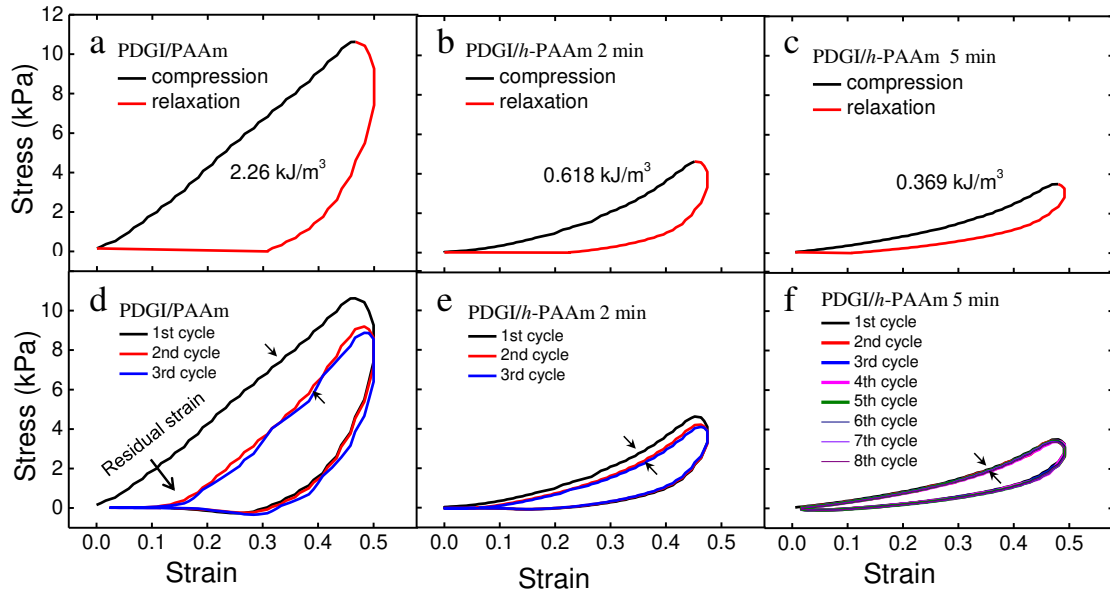 12
10
8
6
4
2
0
Stress (kPa)
a
PDGI/PAAm
compression
relaxation
2.26 kJ/m³
b
PDGI/h-PAAm 2 min
compression
relaxation
0.618 kJ/m³
c
PDGI/h-PAAm 5 min
compression
relaxation
0.369 kJ/m³
10
8
6
4
2
0
Stress (kPa)
d
PDGI/PAAm
1st cycle
2nd cycle
3rd cycle
Residual strain
0.0 0.1 0.2 0.3 0.4 0.5
Strain
e
PDGI/h-PAAm 2 min
1st cycle
2nd cycle
3rd cycle
0.0 0.1 0.2 0.3 0.4 0.5
Strain
f
PDGI/h-PAAm 5 min
1st cycle
2nd cycle
3rd cycle
4th cycle
5th cycle
6th cycle
7th cycle
8th cycle
0.0 0.1 0.2 0.3 0.4 0.5
Strain